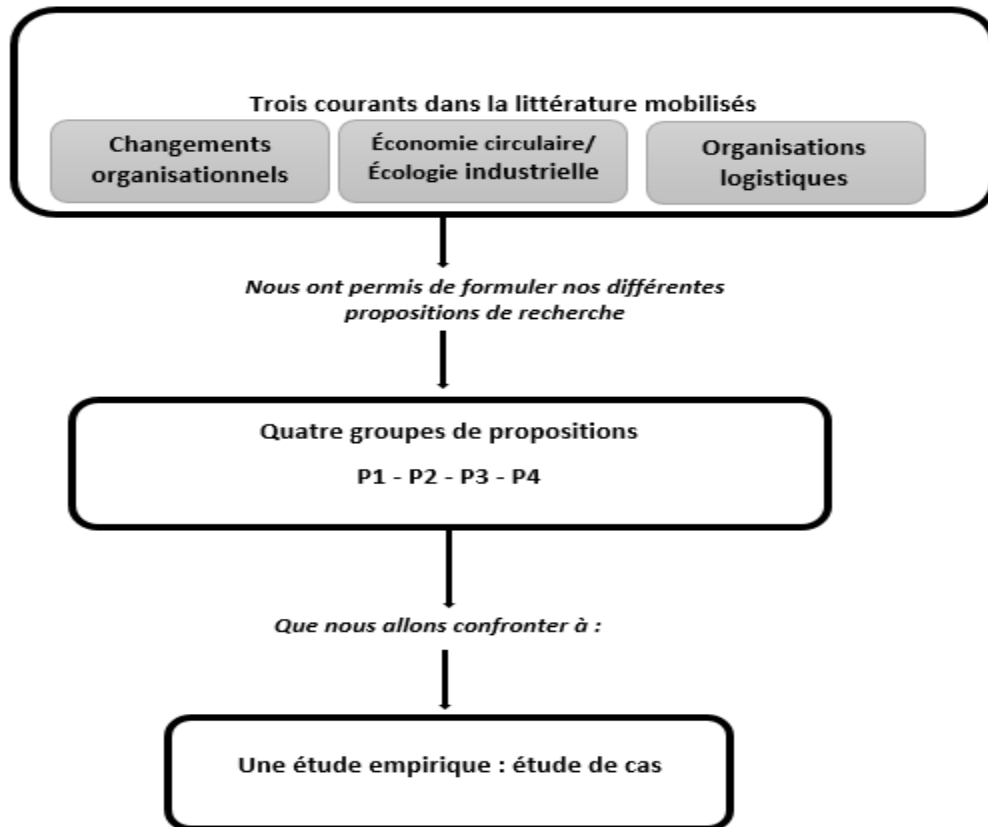 Trois courants dans la littérature mobilisés
Changements
organisationnels
Économie circulaire/
Écologie industrielle
Organisations
logistiques
Nous ont permis de formuler nos différentes
propositions de recherche
Quatre groupes de propositions
P1 - P2 - P3 - P4
Que nous allons confronter à :
Une étude empirique : étude de cas